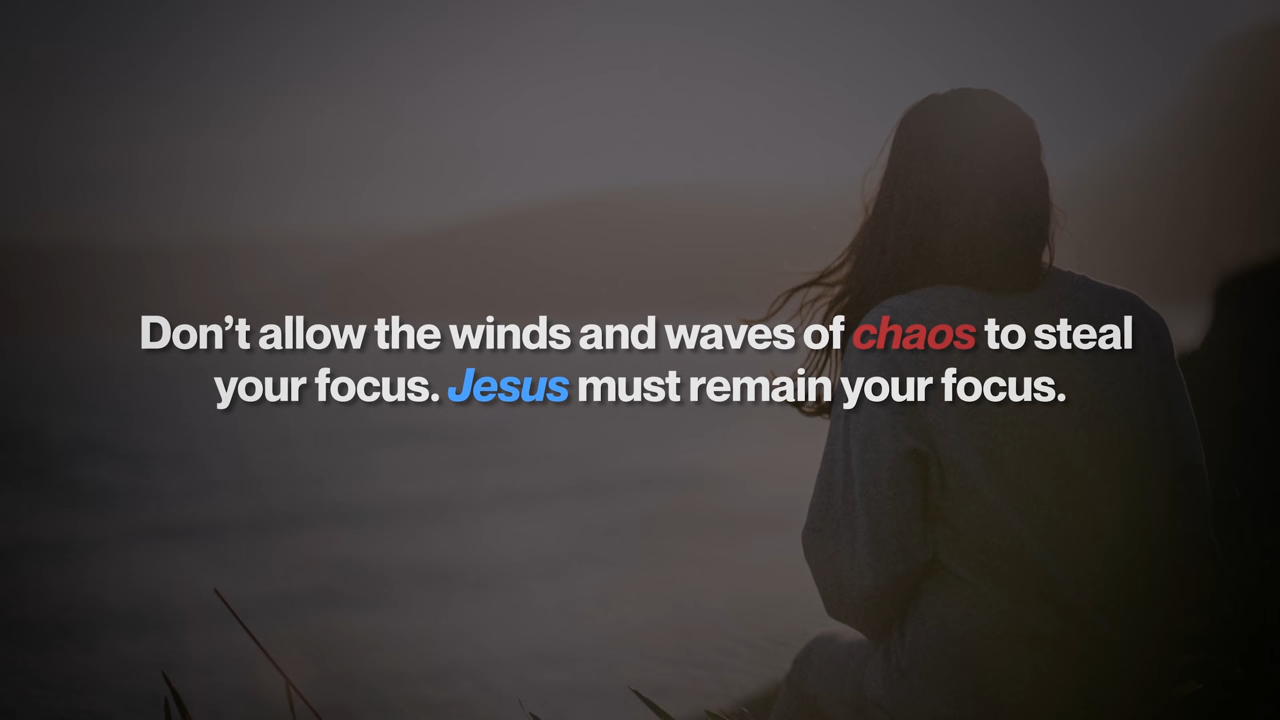 Don’t allow the winds and waves of chaos to steal
your focus. Jesus must remain your focus.